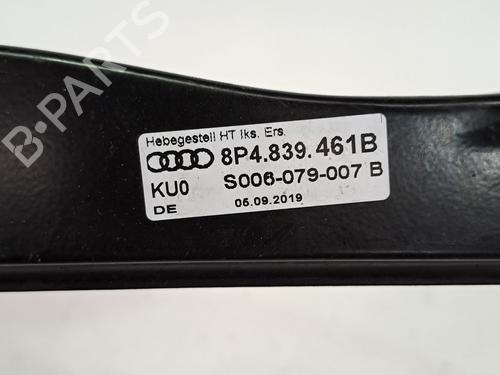 B-PARTS
Hebegestell HT lks. Ers.
8P4.839.461B
KU0 S006-079-007 B
DE 05.09.2019